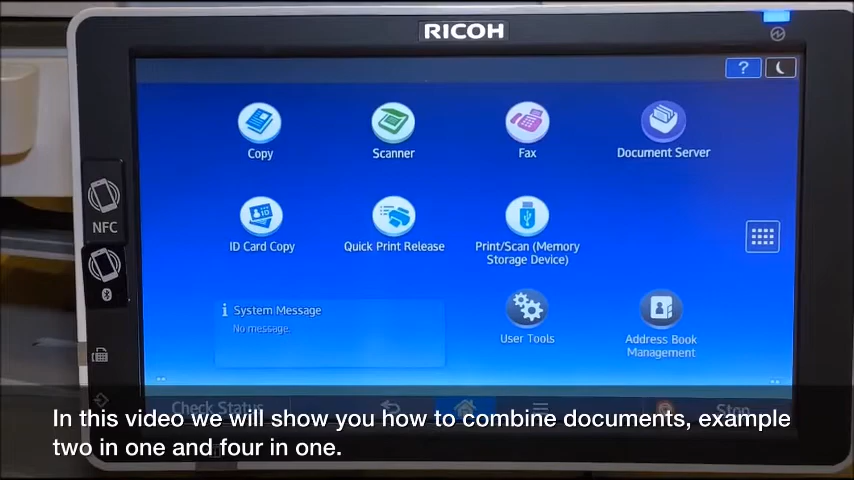 RICOH
?
Copy
Scanner
Fax
Document Server
NFC
ID
ID Card Copy
Quick Print Release
Print/Scan (Memory
Storage Device)
i System Message
No message.
User Tools
Address Book
Management
Check Status
Stop
In this video we will show you how to combine documents, example
two in one and four in one.